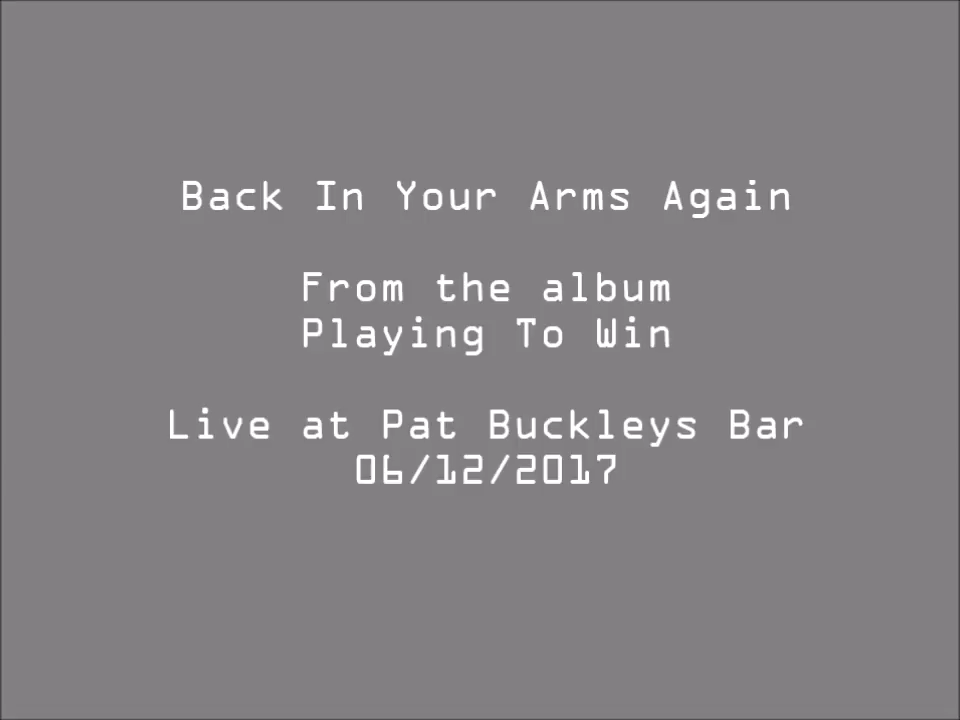 Back In Your Arms Again
From the album
Playing To Win
Live at Pat Buckleys Bar
06/12/2017